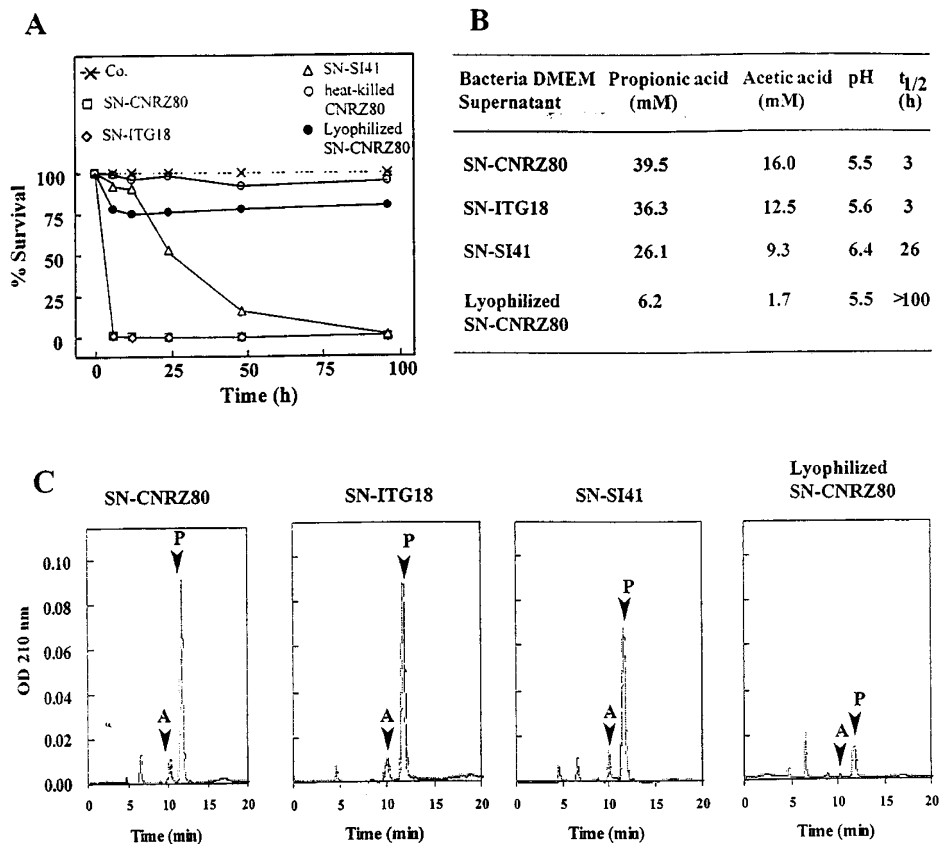 A
Co.
SN-CNRZ80
SN-ITG18
SN-SI41
heat-killed
CNRZ80
Lyophilized
SN-CNRZ80
% Survival
100
75
50
25
0
0 25 50 75 100
Time (h)
B
Bacteria DMEM Supernatant Propionic acid (mM) Acetic acid (mM) pH t1/2 (h)
SN-CNRZ80 39.5 16.0 5.5 3
SN-ITG18 36.3 12.5 5.6 3
SN-SI41 26.1 9.3 6.4 26
Lyophilized SN-CNRZ80 6.2 1.7 5.5 >100
C
SN-CNRZ80
P
A
OD 210 nm
0.10
0.08
0.06
0.04
0.02
0.00
0 5 10 15 20
Time (min)
SN-ITG18
P
A
0 5 10 15 20
Time (min)
SN-SI41
P
A
0 5 10 15 20
Time (min)
Lyophilized
SN-CNRZ80
P
A
0 5 10 15 20
Time (min)